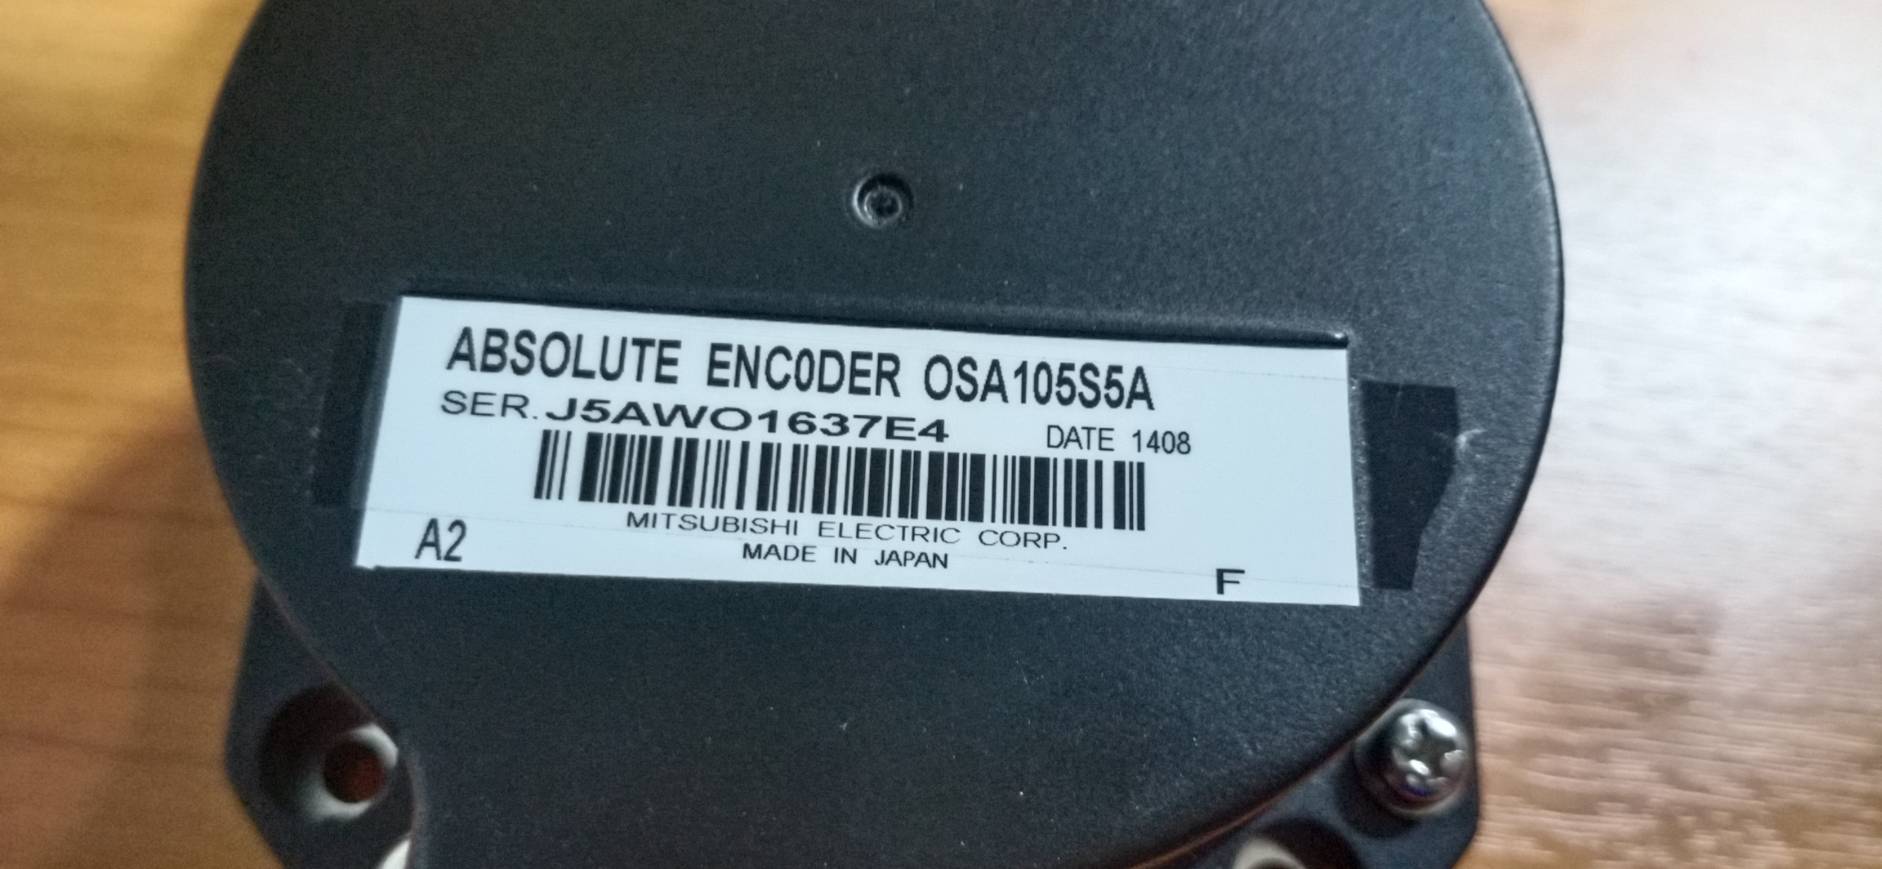 ABSOLUTE ENC0DER OSA105S5A
SER. J5AWO1637E4 DATE 1408
MITSUBISHI ELECTRIC CORP.
A2 MADE IN JAPAN F